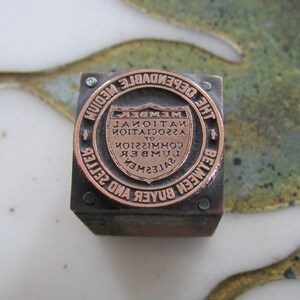 THE DEPENDABLE MEDIUM
BETWEEN BUYER AND SELLER
MEMBER
NATIONAL
ASSOCIATION
OF
COMMISSION
LUMBER
SALESMEN